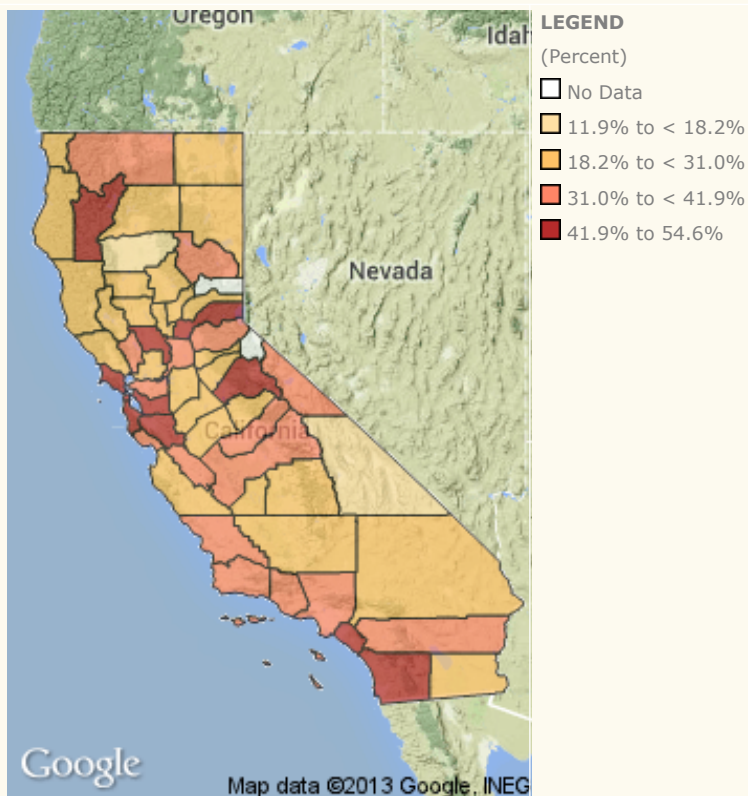 Oregon
Idah
Nevada
California
Google
Map data ©2013 Google, INEG
LEGEND
(Percent)
No Data
11.9% to < 18.2%
18.2% to < 31.0%
31.0% to < 41.9%
41.9% to 54.6%